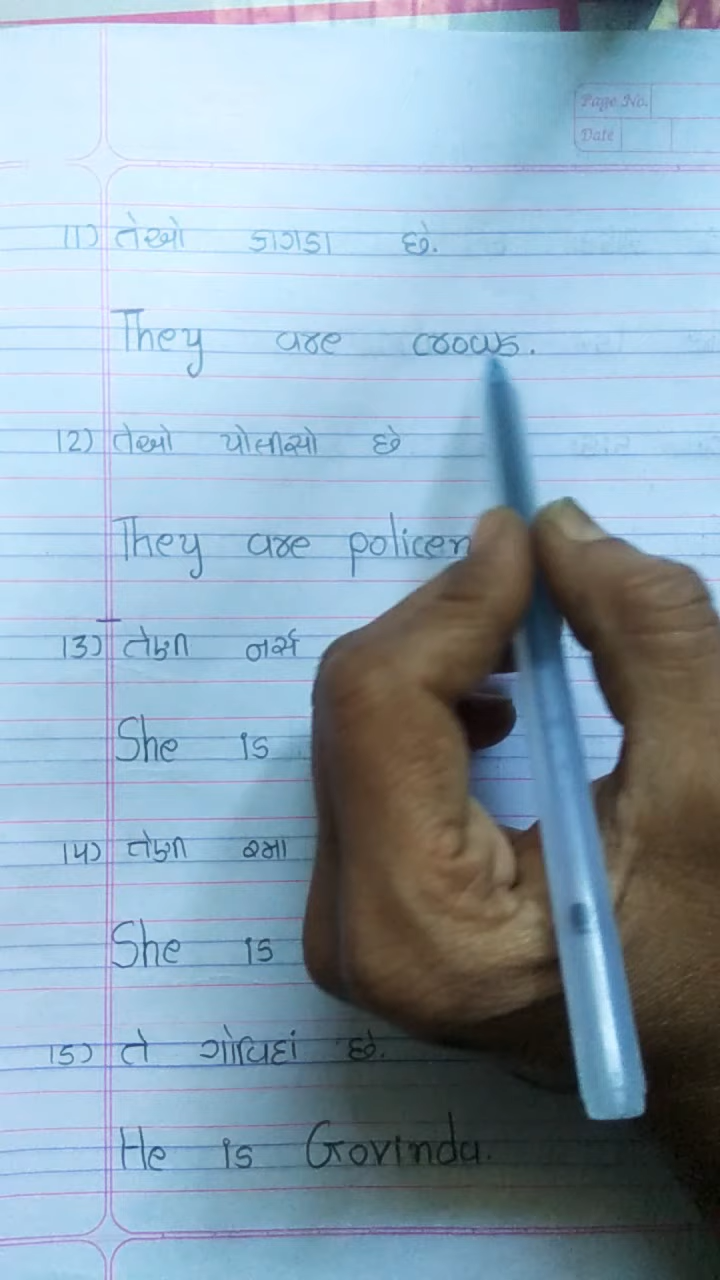 Page No.
Date
11) તેઓ કાગડા છે.
They are crows.
12) તેઓ પોલીસો છે
They are
13) તેણી નર્સ
She is
14) તેણી રમા
She is
15) તે ગોવિદાં છે.
He is Govinda.